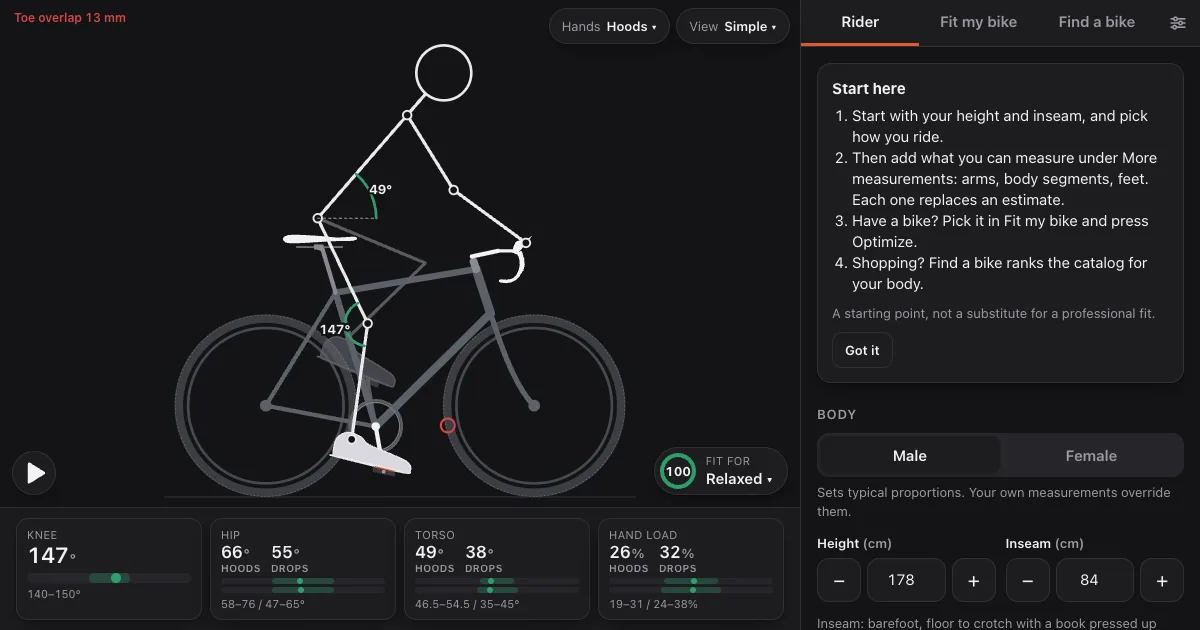 Toe overlap 13 mm
Hands Hoods
View Simple
49°
147°
100
FIT FOR
Relaxed
KNEE
147°
140–150°
HIP
66° 55°
HOODS DROPS
58–76 / 47–65°
TORSO
49° 38°
HOODS DROPS
46.5–54.5 / 35–45°
HAND LOAD
26% 32%
HOODS DROPS
19–31 / 24–38%
Rider Fit my bike Find a bike
Start here
1. Start with your height and inseam, and pick
how you ride.
2. Then add what you can measure under More
measurements: arms, body segments, feet.
Each one replaces an estimate.
3. Have a bike? Pick it in Fit my bike and press
Optimize.
4. Shopping? Find a bike ranks the catalog for
your body.
A starting point, not a substitute for a professional fit.
Got it
BODY
Male Female
Sets typical proportions. Your own measurements override
them.
Height (cm) Inseam (cm)
− 178 + − 84 +
Inseam: barefoot, floor to crotch with a book pressed up